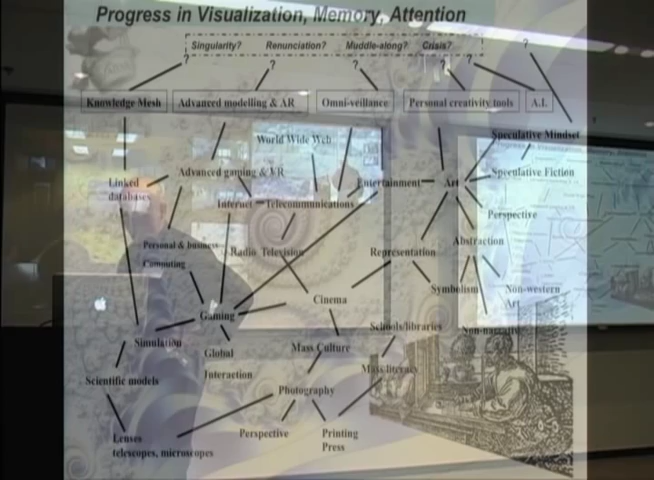 Progress in Visualization, Memory, Attention
Singularity? Renunciation? Muddle-along? Crisis? ?
? ? ? ? ?
Knowledge Mesh Advanced modelling & AR Omni-veillance Personal creativity tools A.I.
World Wide Web Speculative Mindset
Linked
databases
Advanced gaming & VR
Entertainment Art
Speculative Fiction
Internet Telecommunications
Perspective
Personal & business
Computing
Radio Television Representation Abstraction
Symbolism
Non-western
Art
Cinema
Gaming
Schools/libraries Non-narrative
Simulation
Global
Interaction
Mass Culture
Mass literacy
Scientific models
Photography
Lenses
telescopes, microscopes
Perspective
Printing
Press